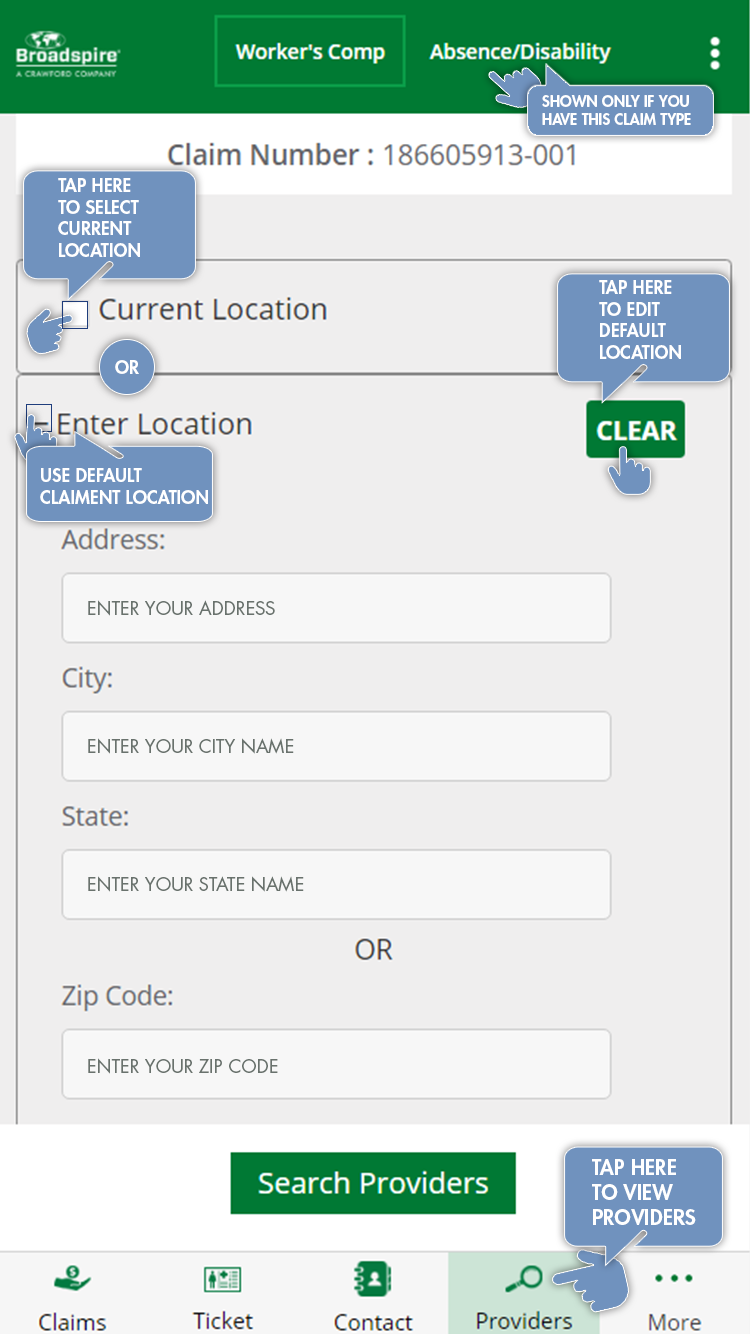 Broadspire
A CRAWFORD COMPANY
Worker's Comp
Absence/Disability
SHOWN ONLY IF YOU
HAVE THIS CLAIM TYPE
Claim Number : 186605913-001
TAP HERE
TO SELECT
CURRENT
LOCATION
Current Location
TAP HERE
TO EDIT
DEFAULT
LOCATION
OR
Enter Location
CLEAR
USE DEFAULT
CLAIMENT LOCATION
Address:
ENTER YOUR ADDRESS
City:
ENTER YOUR CITY NAME
State:
ENTER YOUR STATE NAME
OR
Zip Code:
ENTER YOUR ZIP CODE
Search Providers
TAP HERE
TO VIEW
PROVIDERS
Claims
Ticket
Contact
Providers
More